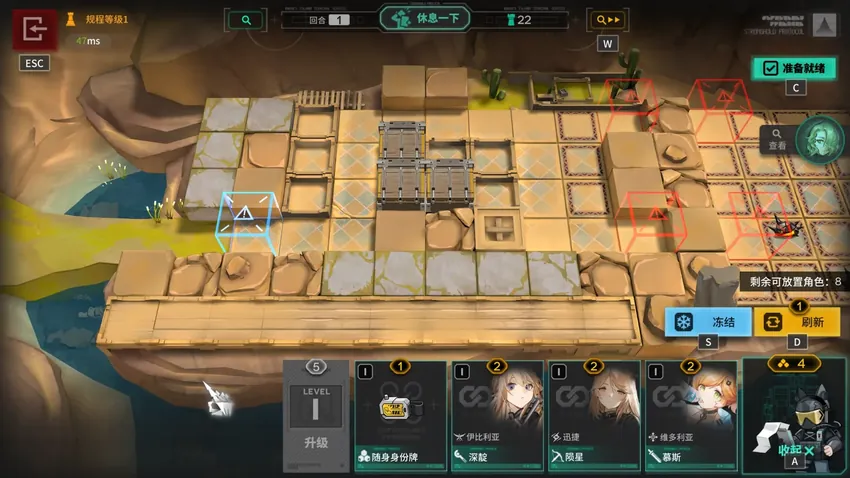 规程等级1
47ms
ESC
回合 1
休息一下
22
W
STRONGHOLD PROTOCOL
准备就绪
C
查看
剩余可放置角色：8
冻结
S
1
刷新
D
5
LEVEL
I
升级
I
1
随身身份牌
I
2
伊比利亚
深靛
I
2
迅捷
陨星
I
2
维多利亚
慕斯
4
收起
A